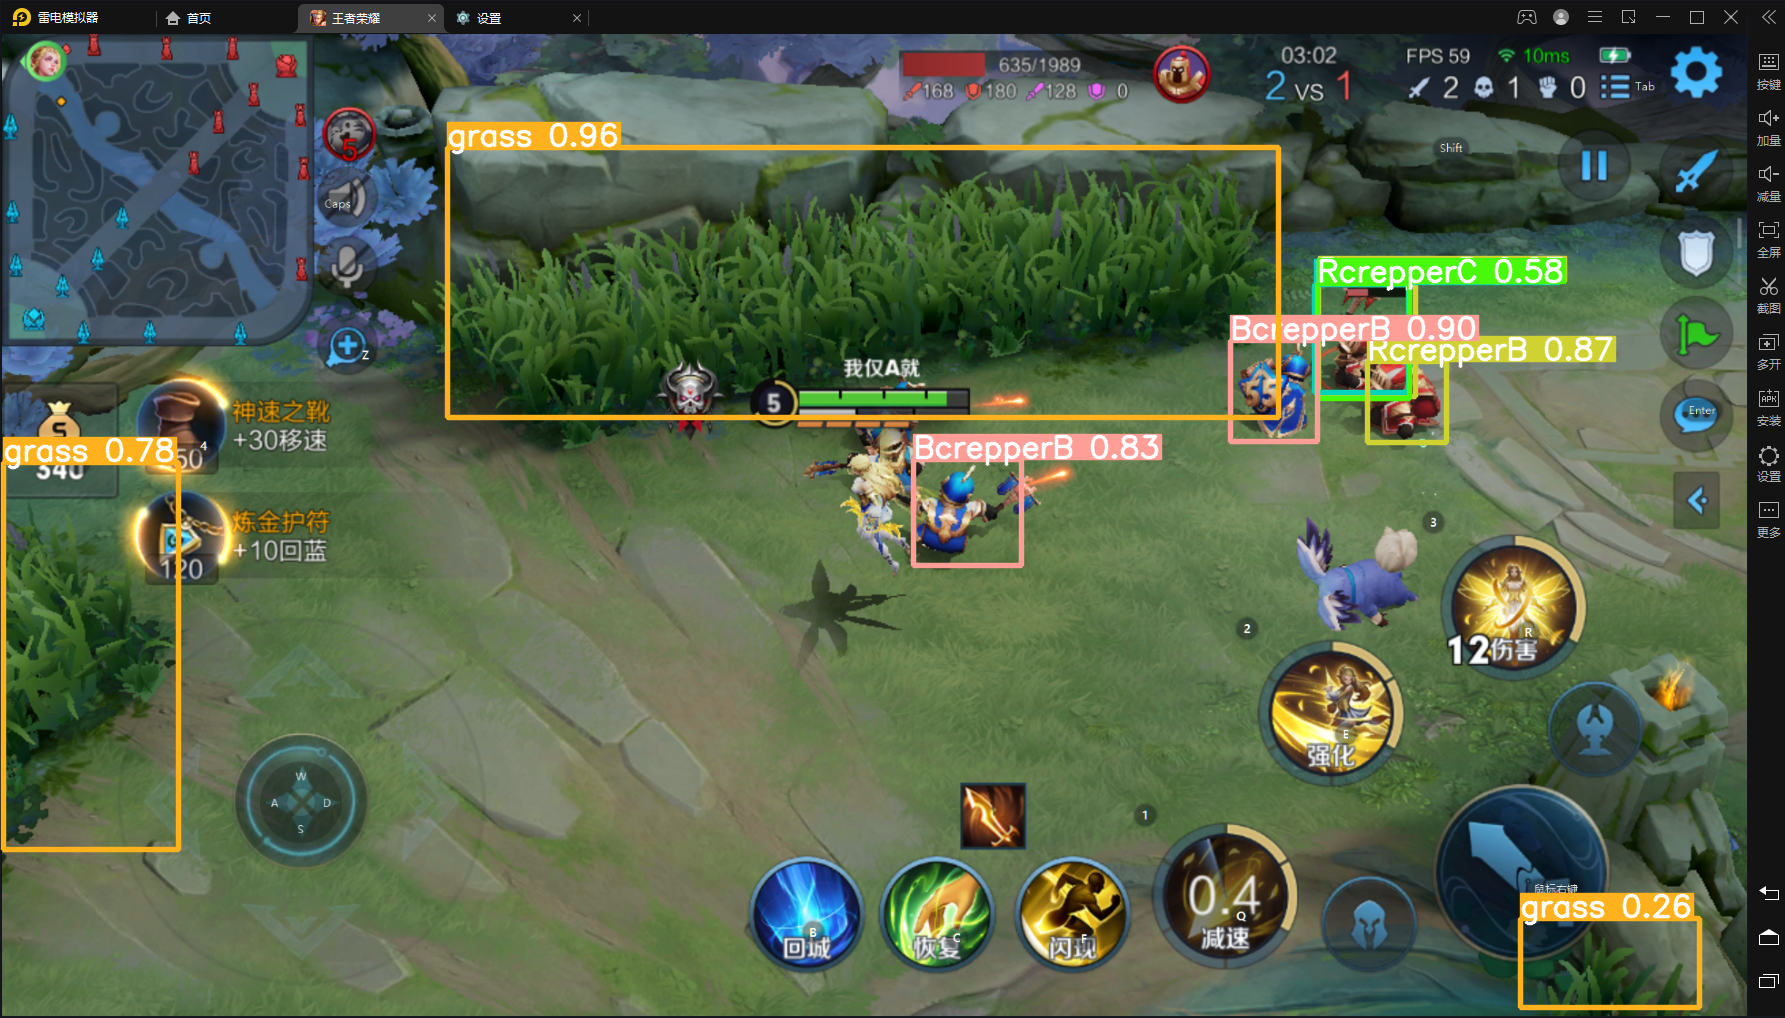 雷电模拟器
首页
王者荣耀
设置
635/1989
168 180 128 0
03:02
2 VS 1
FPS 59
10ms
2 1 0
Tab
Shift
5
Caps
Z
按键
加量
减量
全屏
截图
多开
安装
设置
更多
APK
grass 0.96
RcrepperC 0.58
BcrepperB 0.90
RcrepperB 0.87
我仅A就
5
Enter
神速之靴
+30移速
4
grass 0.78
340
炼金护符
+10回蓝
120
BcrepperB 0.83
3
2
R
12伤害
E
强化
W
A
D
S
1
B
回城
C
恢复
F
闪现
0.4
Q
减速
鼠标右键
grass 0.26